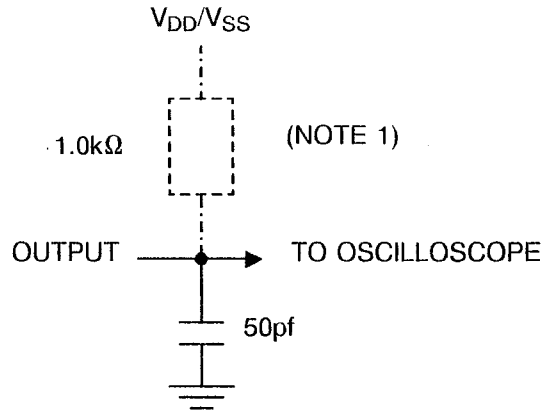 VDD/VSS
1.0kΩ
(NOTE 1)
OUTPUT
TO OSCILLOSCOPE
50pf